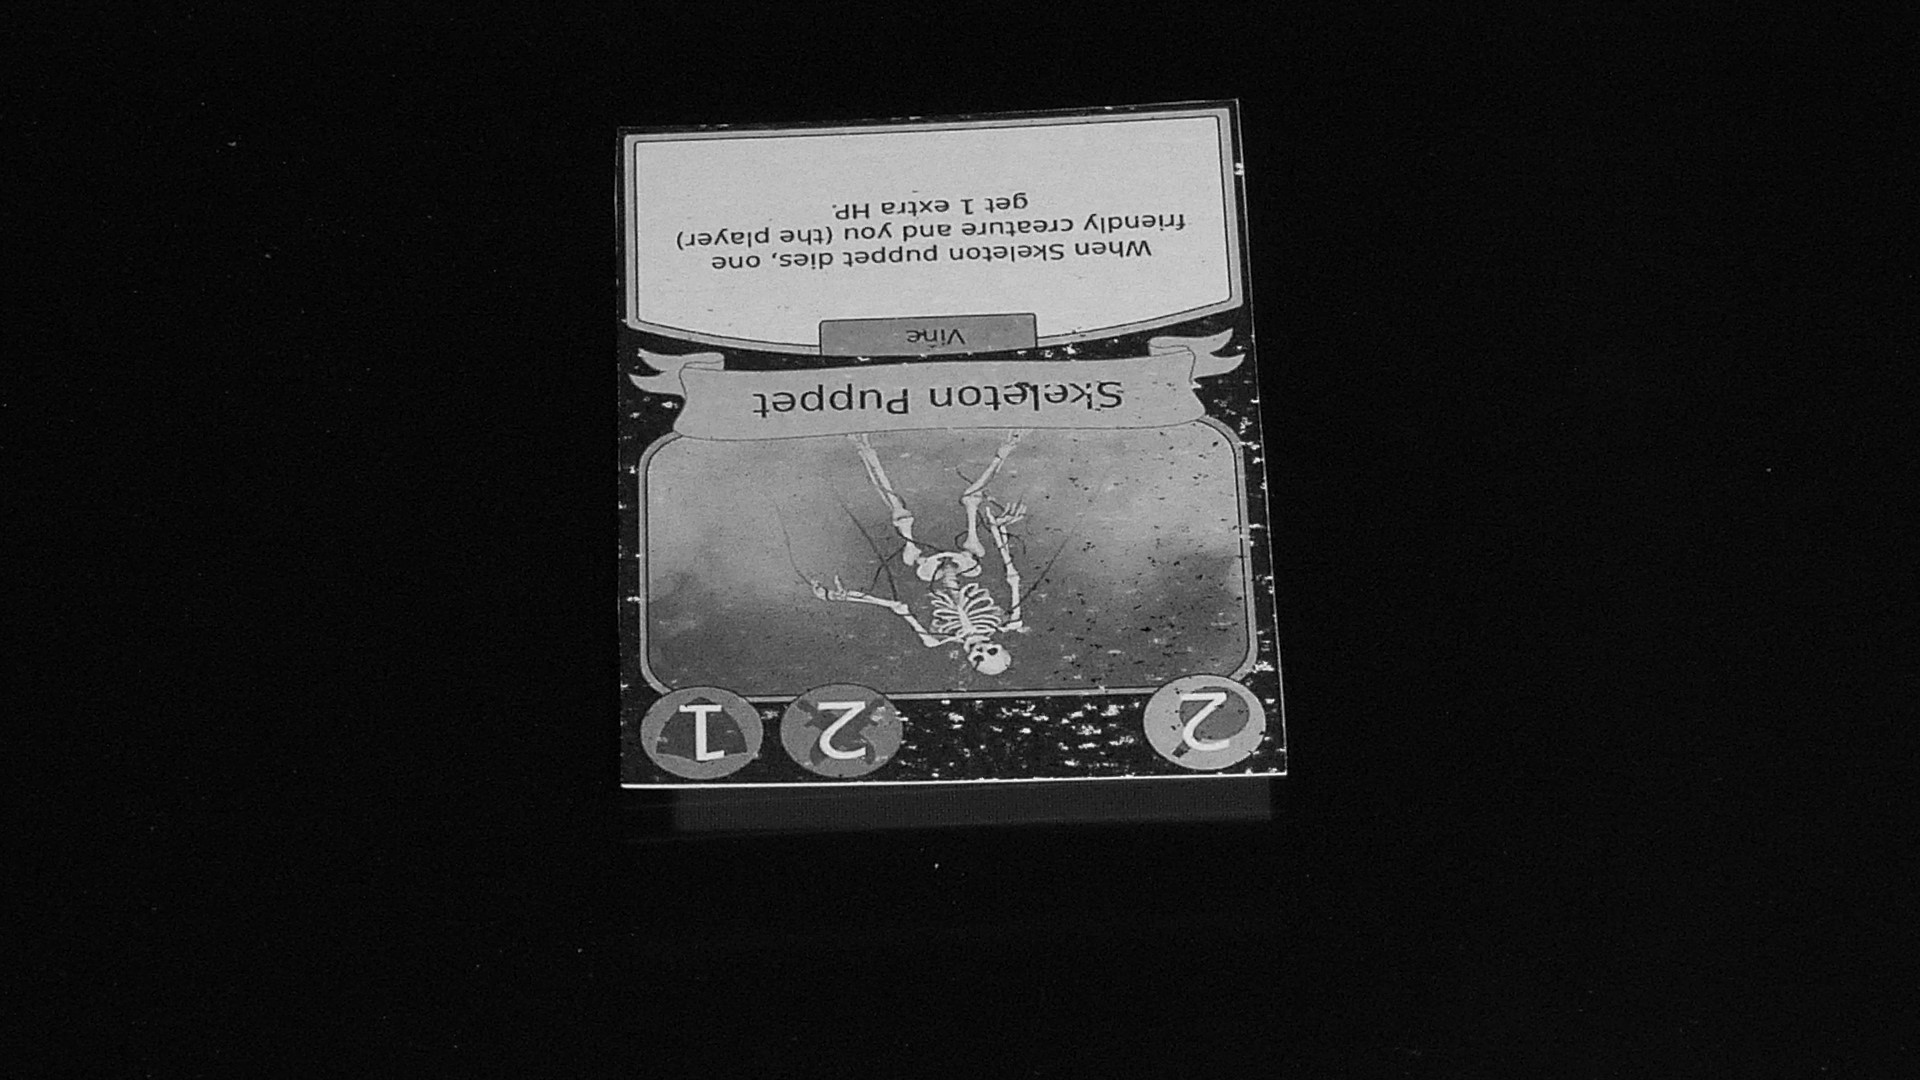 2 2 1
Skeleton Puppet
Vine
When Skeleton puppet dies, one
friendly creature and you (the player)
get 1 extra HP.